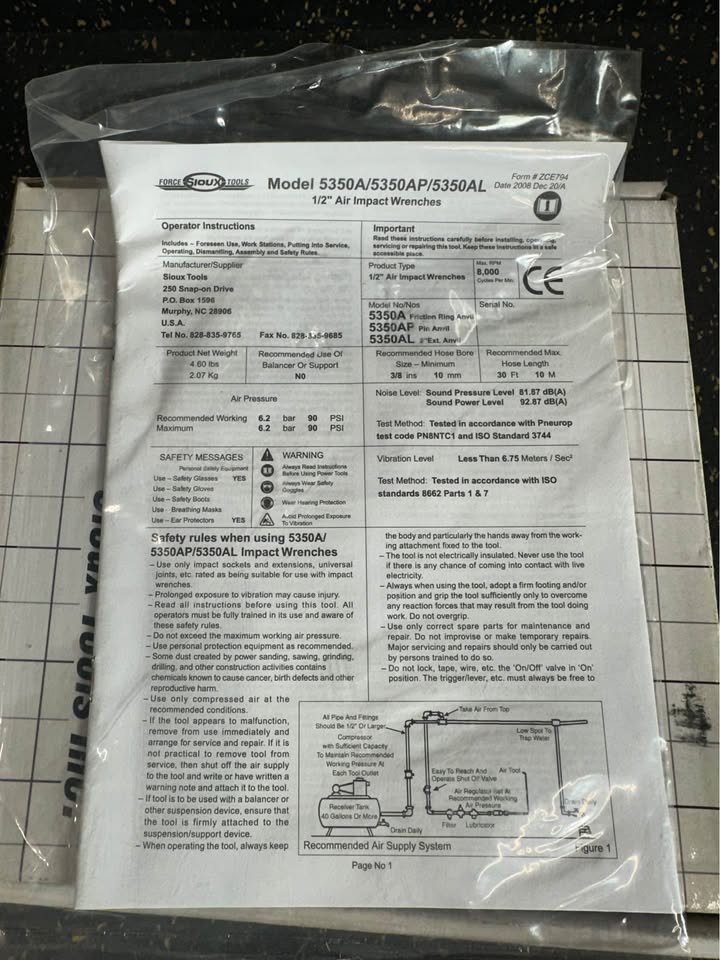 FORCE SIOUX TOOLS
Model 5350A/5350AP/5350AL
1/2" Air Impact Wrenches
Form # ZCE794
Date 2008 Dec 20/A
Operator Instructions
Includes – Foreseen Use, Work Stations, Putting Into Service,
Operating, Dismantling, Assembly and Safety Rules.
Important
Read these instructions carefully before installing,
servicing or repairing this tool. Keep these instructions in a safe
accessible place.
Manufacturer/Supplier
Sioux Tools
250 Snap-on Drive
P.O. Box 1596
Murphy, NC 28906
U.S.A.
Tel No. 828-835-9765 Fax No. 828-835-9685
Product Type
1/2" Air Impact Wrenches
Max. RPM
8,000
Cycles Per Min.
CE
Model No/Nos
Serial No.
5350A Friction Ring Anvil
5350AP Pin Anvil
5350AL 2"Ext. Anvil
Product Net Weight
4.60 lbs
2.07 Kg
Recommended Use Of
Balancer Or Support
NO
Recommended Hose Bore
Size – Minimum
3/8 ins 10 mm
Recommended Max.
Hose Length
30 Ft 10 M
Air Pressure
Recommended Working 6.2 bar 90 PSI
Maximum 6.2 bar 90 PSI
Noise Level: Sound Pressure Level 81.87 dB(A)
Sound Power Level 92.87 dB(A)
Test Method: Tested in accordance with Pneurop
test code PN8NTC1 and ISO Standard 3744
SAFETY MESSAGES
Personal Safety Equipment
Use – Safety Glasses YES
Use – Safety Gloves
Use – Safety Boots
Use – Breathing Masks
Use – Ear Protectors YES
WARNING
Always Read Instructions
Before Using Power Tools
Always Wear Safety
Goggles
Wear Hearing Protection
Avoid Prolonged Exposure
To Vibration
Vibration Level Less Than 6.75 Meters / Sec²
Test Method: Tested in accordance with ISO
standards 8662 Parts 1 & 7
Safety rules when using 5350A/
5350AP/5350AL Impact Wrenches
– Use only impact sockets and extensions, universal
joints, etc. rated as being suitable for use with impact
wrenches.
– Prolonged exposure to vibration may cause injury.
– Read all instructions before using this tool. All
operators must be fully trained in its use and aware of
these safety rules.
– Do not exceed the maximum working air pressure.
– Use personal protection equipment as recommended.
– Some dust created by power sanding, sawing, grinding,
drilling, and other construction activities contains
chemicals known to cause cancer, birth defects and other
reproductive harm.
– Use only compressed air at the
recommended conditions.
– If the tool appears to malfunction,
remove from use immediately and
arrange for service and repair. If it is
not practical to remove tool from
service, then shut off the air supply
to the tool and write or have written a
warning note and attach it to the tool.
– If tool is to be used with a balancer or
other suspension device, ensure that
the tool is firmly attached to the
suspension/support device.
– When operating the tool, always keep
the body and particularly the hands away from the work-
ing attachment fixed to the tool.
– The tool is not electrically insulated. Never use the tool
if there is any chance of coming into contact with live
electricity.
– Always when using the tool, adopt a firm footing and/or
position and grip the tool sufficiently only to overcome
any reaction forces that may result from the tool doing
work. Do not overgrip.
– Use only correct spare parts for maintenance and
repair. Do not improvise or make temporary repairs.
Major servicing and repairs should only be carried out
by persons trained to do so.
– Do not lock, tape, wire, etc. the 'On/Off' valve in 'On'
position. The trigger/lever, etc. must always be free to
All Pipe And Fittings
Should Be 1/2" Or Larger
Compressor
with Sufficient Capacity
To Maintain Recommended
Working Pressure At
Each Tool Outlet
Take Air From Top
Low Spot To
Trap Water
Easy To Reach And
Operate Shut Off Valve
Air Tool
Air Regulator Set At
Recommended Working
Air Pressure
Receiver Tank
40 Gallons Or More
Drain Daily
Filter
Lubricator
Drain Daily
Recommended Air Supply System
Figure 1
Page No 1
Sioux Tools Inc.